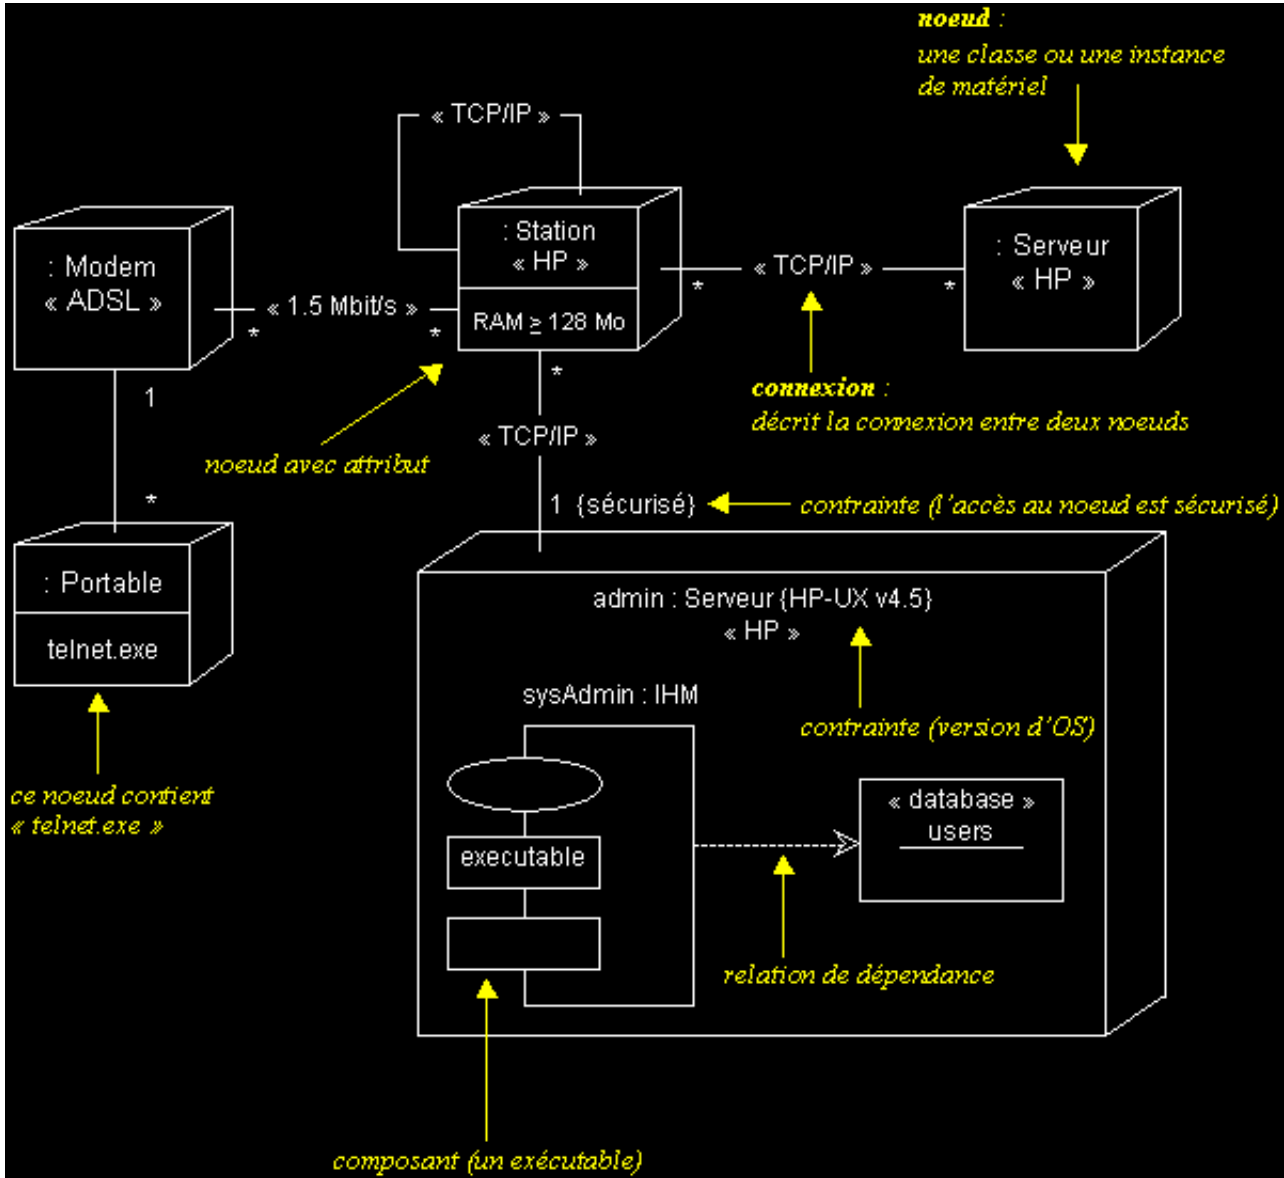 noeud :
une classe ou une instance
de matériel
« TCP/IP »
: Station
« HP »
RAM ≥ 128 Mo
: Modem
« ADSL »
« 1.5 Mbit/s »
*
*
« TCP/IP »
*
*
: Serveur
« HP »
connexion :
décrit la connexion entre deux noeuds
noeud avec attribut
1
*
*
« TCP/IP »
1 {sécurisé}
contrainte (l'accès au noeud est sécurisé)
: Portable
telnet.exe
ce noeud contient
« telnet.exe »
admin : Serveur {HP-UX v4.5}
« HP »
contrainte (version d'OS)
sysAdmin : IHM
executable
« database »
users
relation de dépendance
composant (un exécutable)